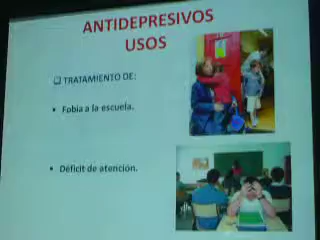 ANTIDEPRESIVOS
USOS
❑ TRATAMIENTO DE:
• Fobia a la escuela.
• Déficit de atención.